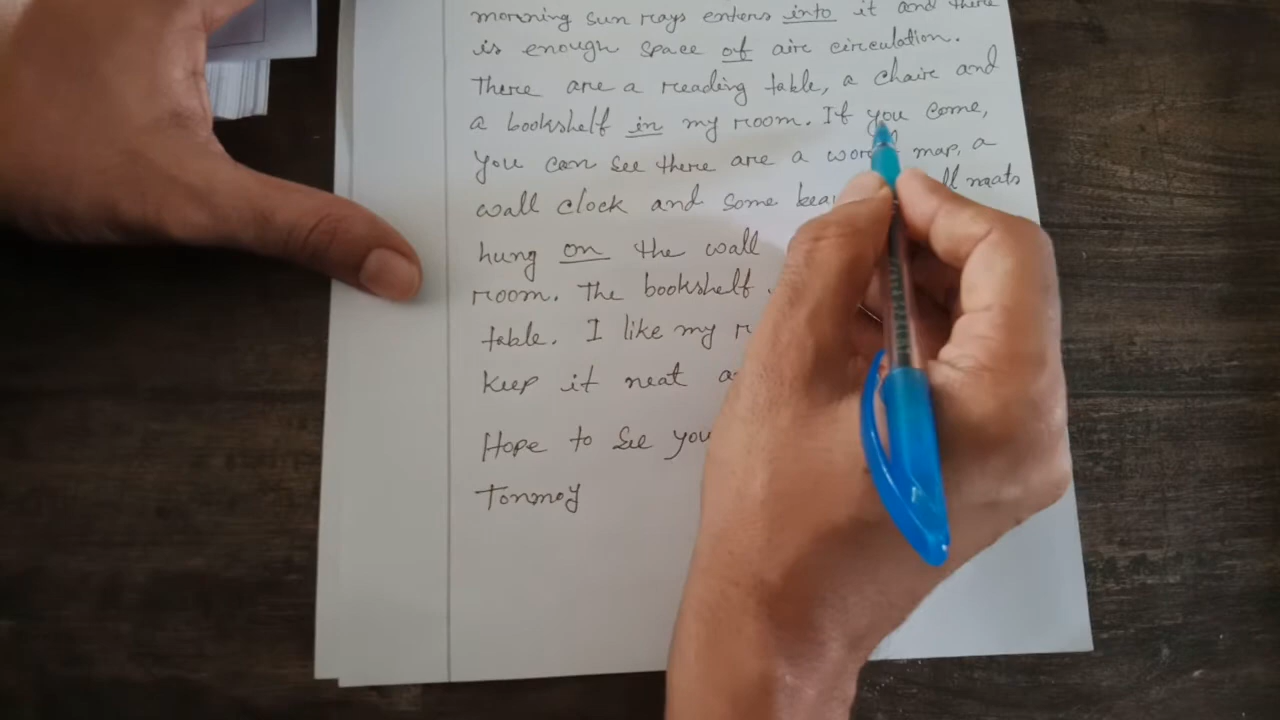 morning sun rays enters into it and there
is enough space of air circulation.
There are a reading table, a chair and
a bookshelf in my room. If you come,
you can see there are a map, a
wall clock and some
hung on the wall
room. The bookshelf
table. I like my
keep it neat
Hope to see you
Tonmoy